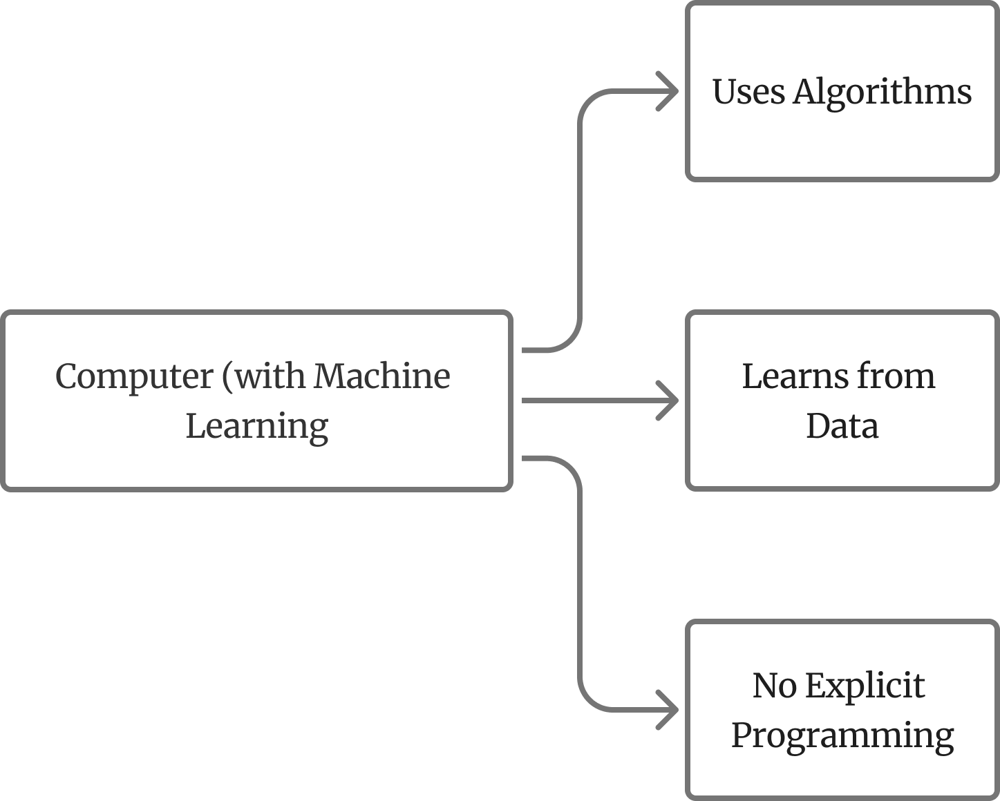 Uses Algorithms
Computer (with Machine
Learning
Learns from
Data
No Explicit
Programming